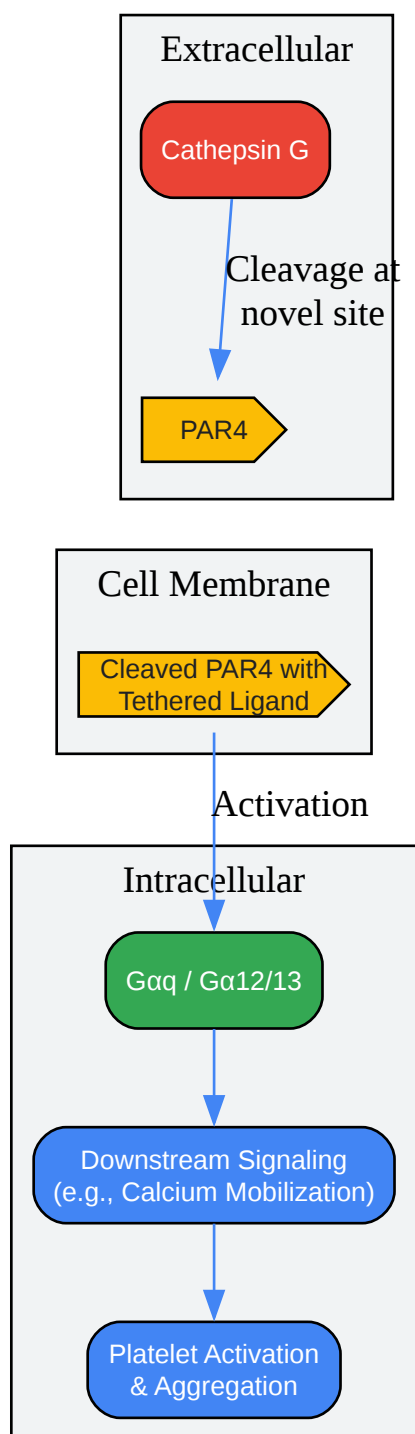 Extracellular
Cathepsin G
Cleavage at
novel site
PAR4
Cell Membrane
Cleaved PAR4 with
Tethered Ligand
Activation
Intracellular
Gαq / Gα12/13
Downstream Signaling
(e.g., Calcium Mobilization)
Platelet Activation
& Aggregation